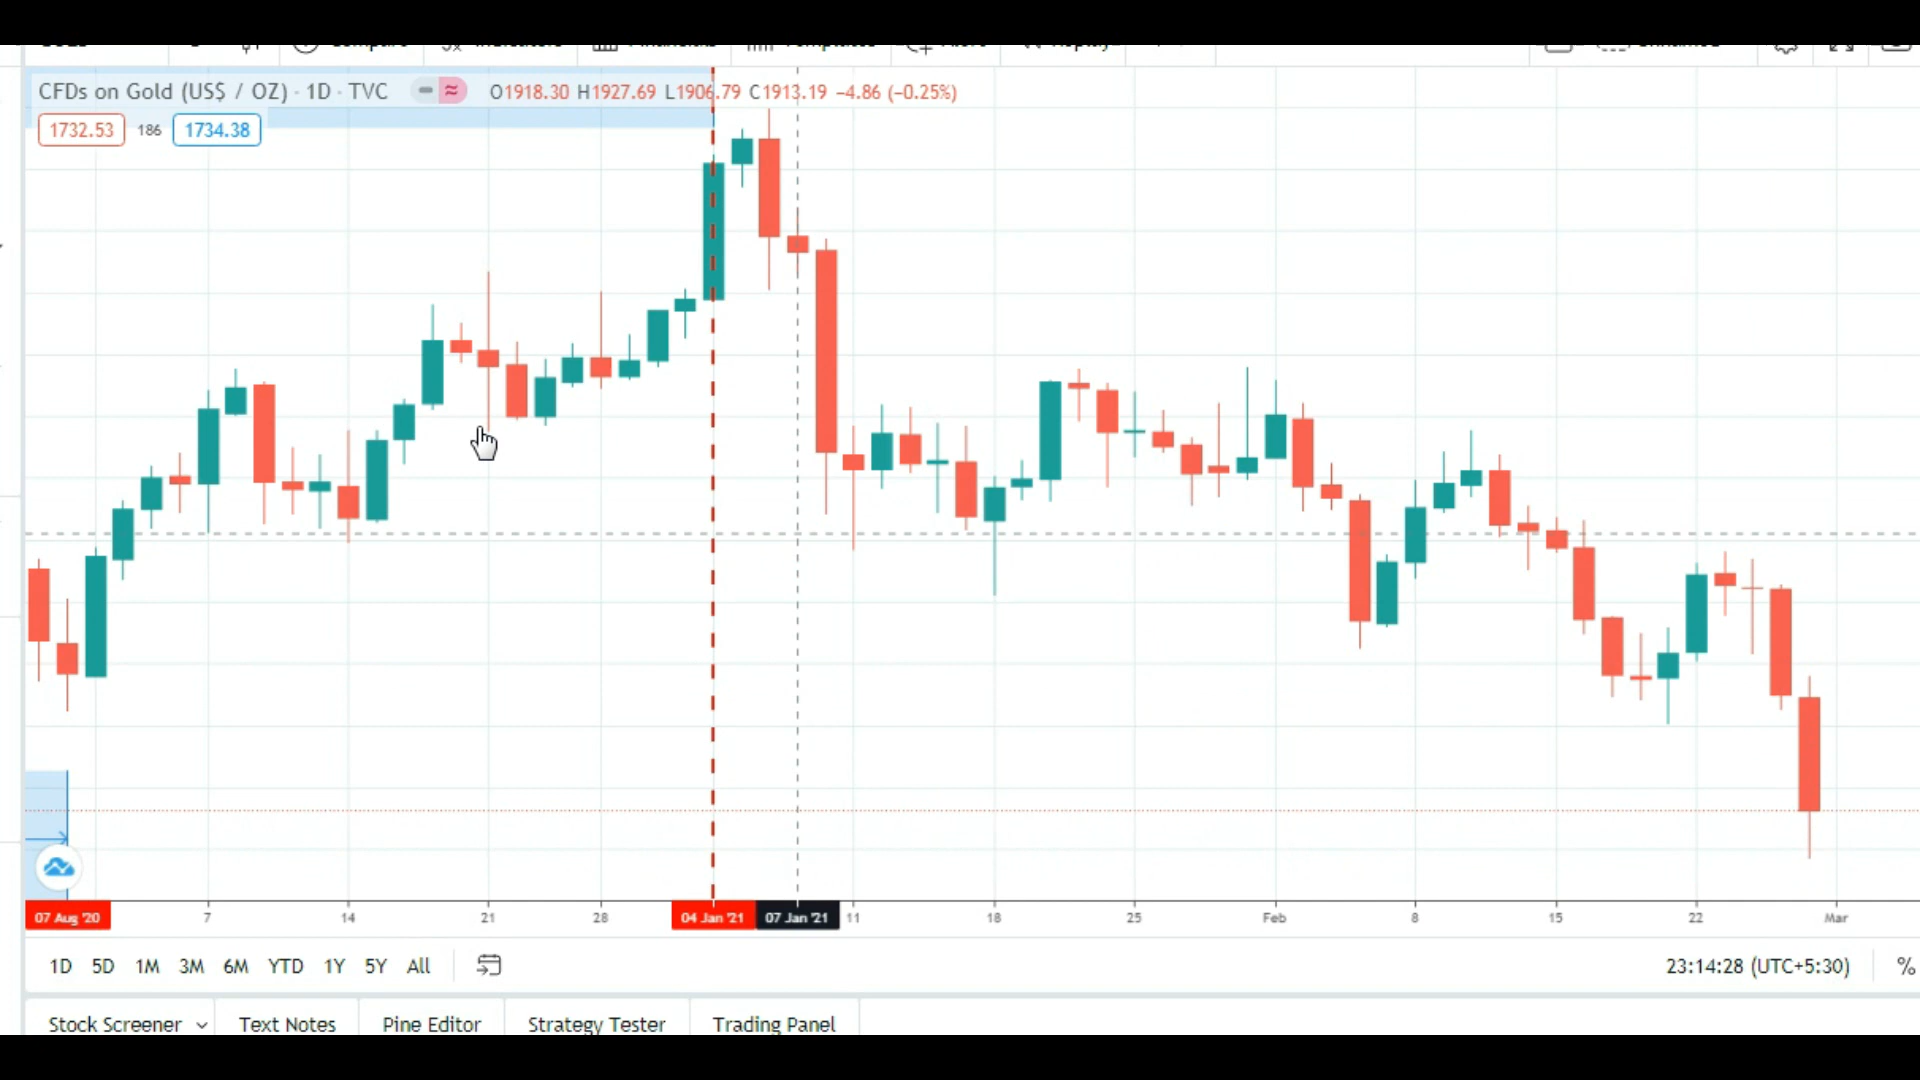 CFDs on Gold (US$ / OZ) · 1D · TVC O1918.30 H1927.69 L1906.79 C1913.19 −4.86 (−0.25%)
1732.53 186 1734.38
07 Aug '20 7 14 21 28 04 Jan '21 07 Jan '21 11 18 25 Feb 8 15 22 Mar
1D 5D 1M 3M 6M YTD 1Y 5Y All 23:14:28 (UTC+5:30) %
Stock Screener Text Notes Pine Editor Strategy Tester Trading Panel